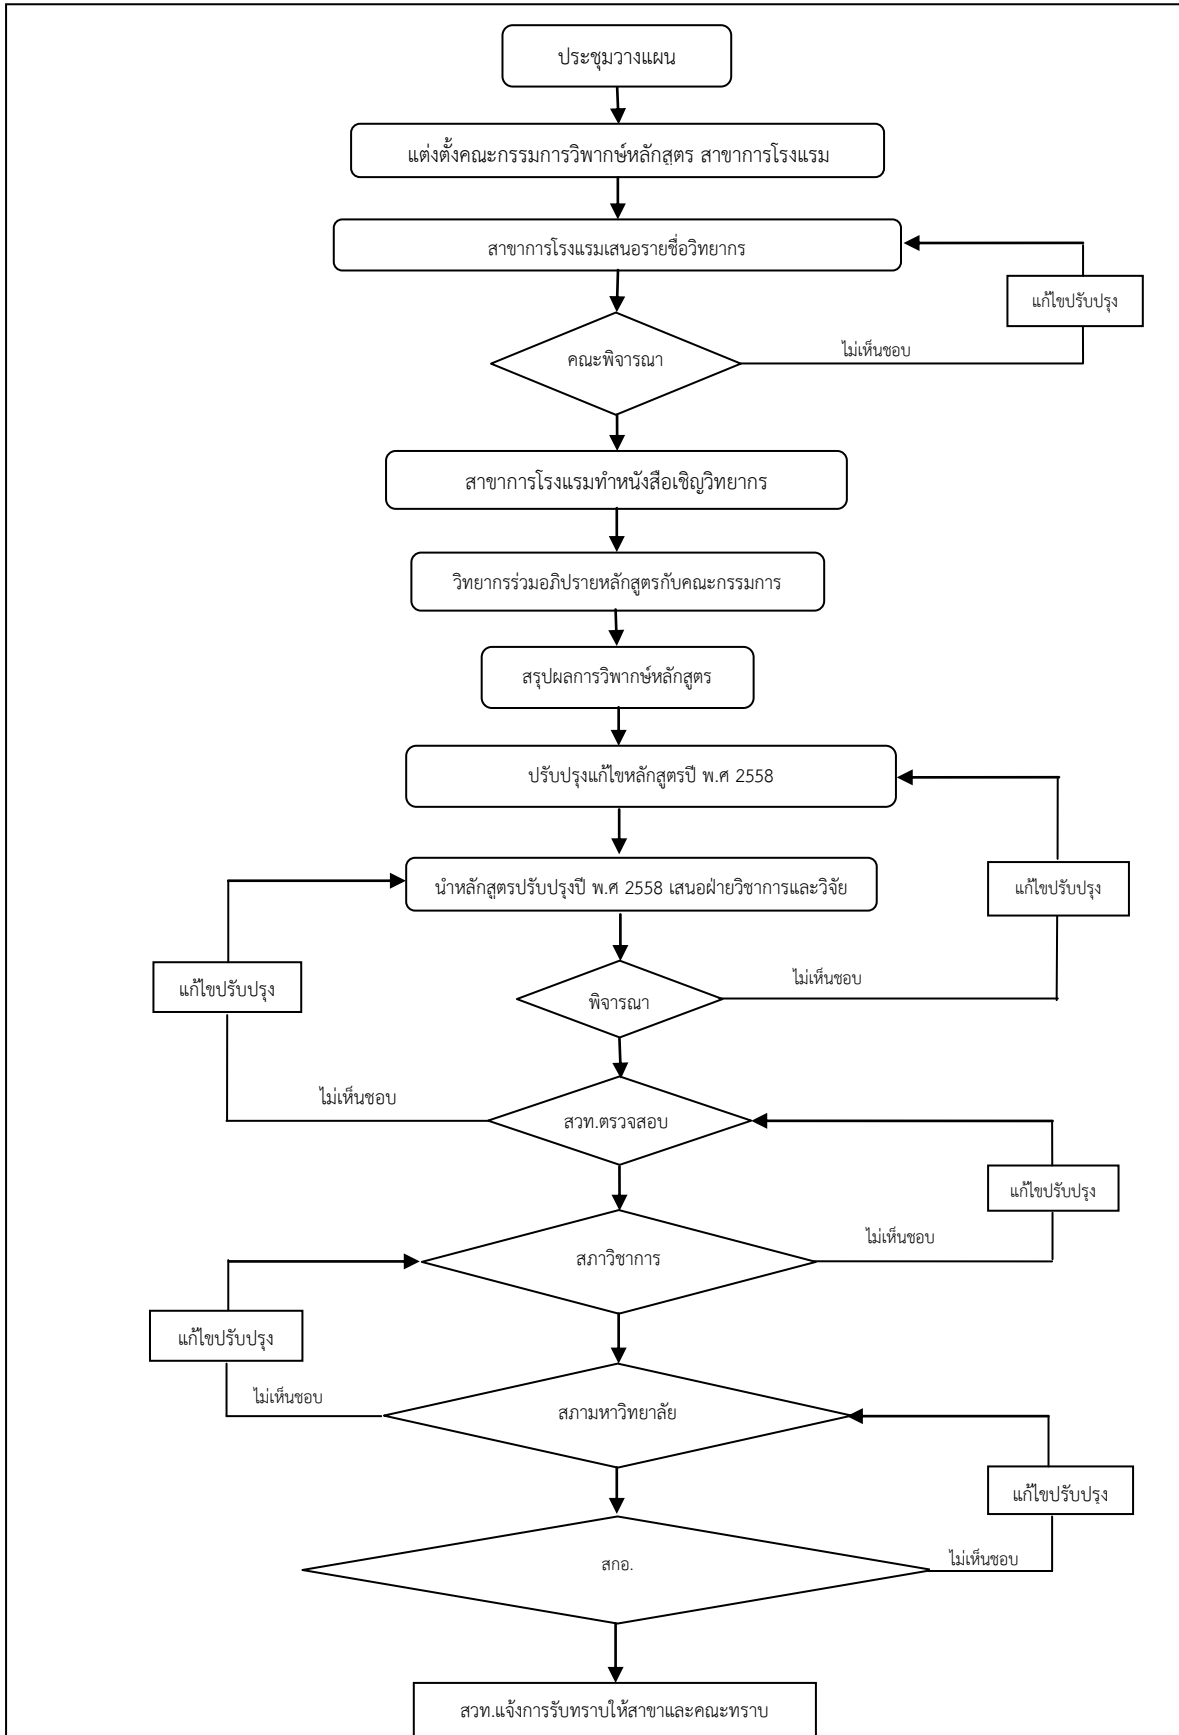 ประชุมวางแผน
แต่งตั้งคณะกรรมการวิพากษ์หลักสูตร สาขาการโรงแรม
สาขาการโรงแรมเสนอรายชื่อวิทยากร
แก้ไขปรับปรุง
คณะพิจารณา
ไม่เห็นชอบ
สาขาการโรงแรมทำหนังสือเชิญวิทยากร
วิทยากรร่วมอภิปรายหลักสูตรกับคณะกรรมการ
สรุปผลการวิพากษ์หลักสูตร
ปรับปรุงแก้ไขหลักสูตรปี พ.ศ 2558
นำหลักสูตรปรับปรุงปี พ.ศ 2558 เสนอฝ่ายวิชาการและวิจัย
แก้ไขปรับปรุง
แก้ไขปรับปรุง
พิจารณา
ไม่เห็นชอบ
ไม่เห็นชอบ
สวท.ตรวจสอบ
แก้ไขปรับปรุง
สภาวิชาการ
ไม่เห็นชอบ
แก้ไขปรับปรุง
ไม่เห็นชอบ
สภามหาวิทยาลัย
แก้ไขปรับปรุง
สกอ.
ไม่เห็นชอบ
สวท.แจ้งการรับทราบให้สาขาและคณะทราบ